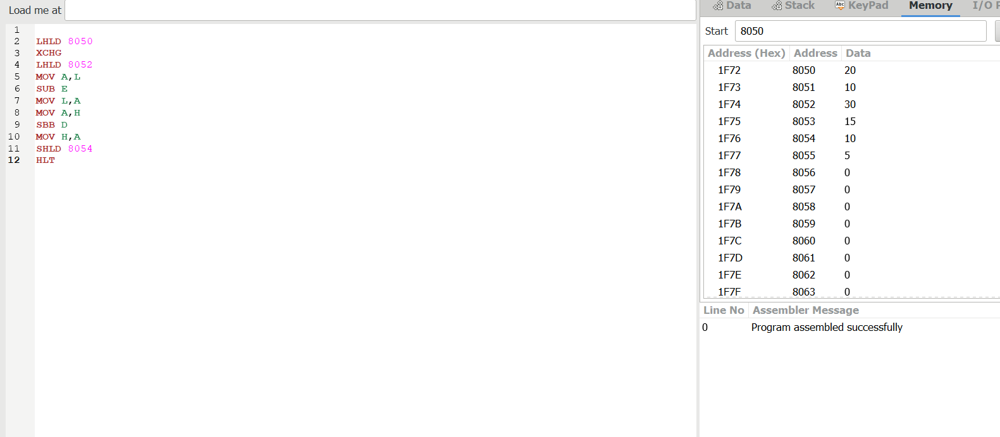 Load me at
1
2 LHLD 8050
3 XCHG
4 LHLD 8052
5 MOV A,L
6 SUB E
7 MOV L,A
8 MOV A,H
9 SBB D
10 MOV H,A
11 SHLD 8054
12 HLT
Data Stack Abc KeyPad Memory I/O P
Start 8050
Address (Hex) Address Data
1F72 8050 20
1F73 8051 10
1F74 8052 30
1F75 8053 15
1F76 8054 10
1F77 8055 5
1F78 8056 0
1F79 8057 0
1F7A 8058 0
1F7B 8059 0
1F7C 8060 0
1F7D 8061 0
1F7E 8062 0
1F7F 8063 0
Line No Assembler Message
0 Program assembled successfully